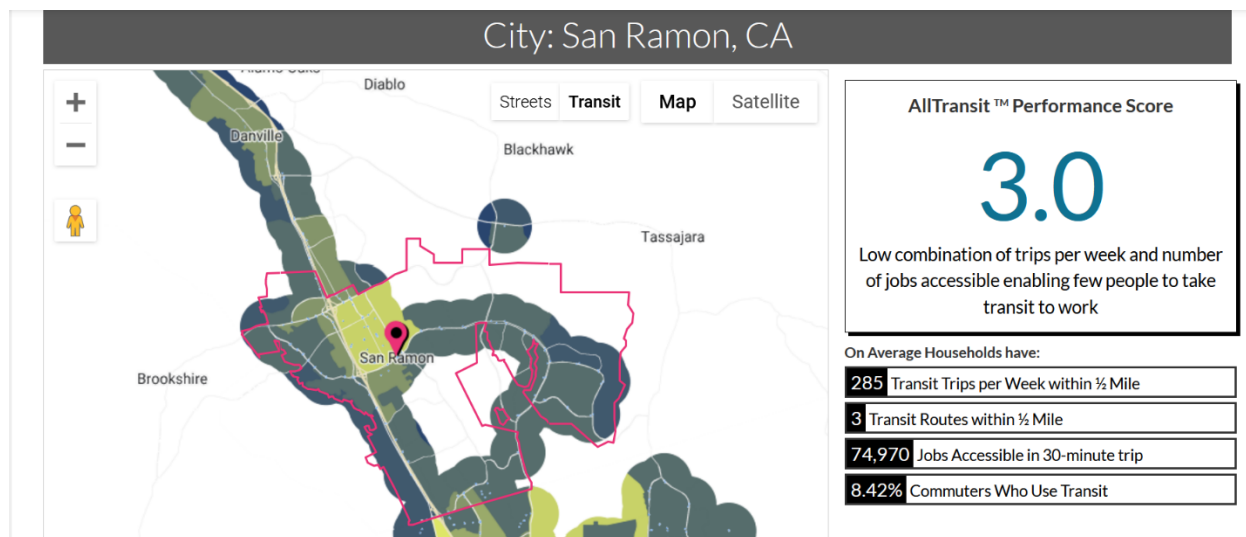 City: San Ramon, CA
Diablo
Streets Transit Map Satellite
Danville
Blackhawk
Tassajara
San Ramon
Brookshire
AllTransit ™ Performance Score
3.0
Low combination of trips per week and number
of jobs accessible enabling few people to take
transit to work
On Average Households have:
285 Transit Trips per Week within ½ Mile
3 Transit Routes within ½ Mile
74,970 Jobs Accessible in 30-minute trip
8.42% Commuters Who Use Transit